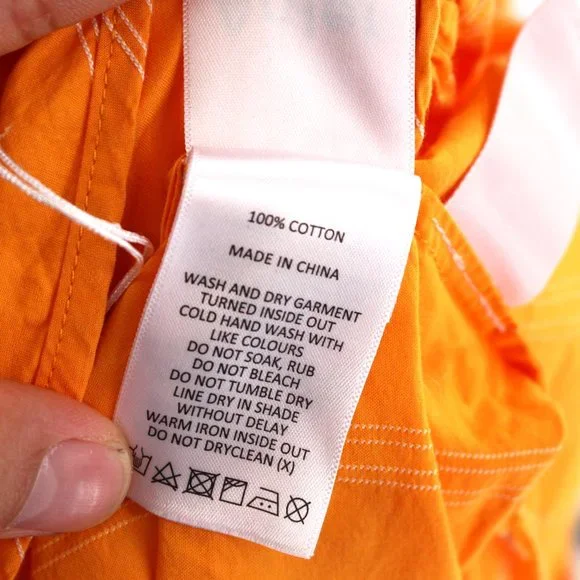 100% COTTON
MADE IN CHINA
WASH AND DRY GARMENT
TURNED INSIDE OUT
COLD HAND WASH WITH
LIKE COLOURS
DO NOT SOAK, RUB
DO NOT BLEACH
DO NOT TUMBLE DRY
LINE DRY IN SHADE
WITHOUT DELAY
WARM IRON INSIDE OUT
DO NOT DRYCLEAN (X)